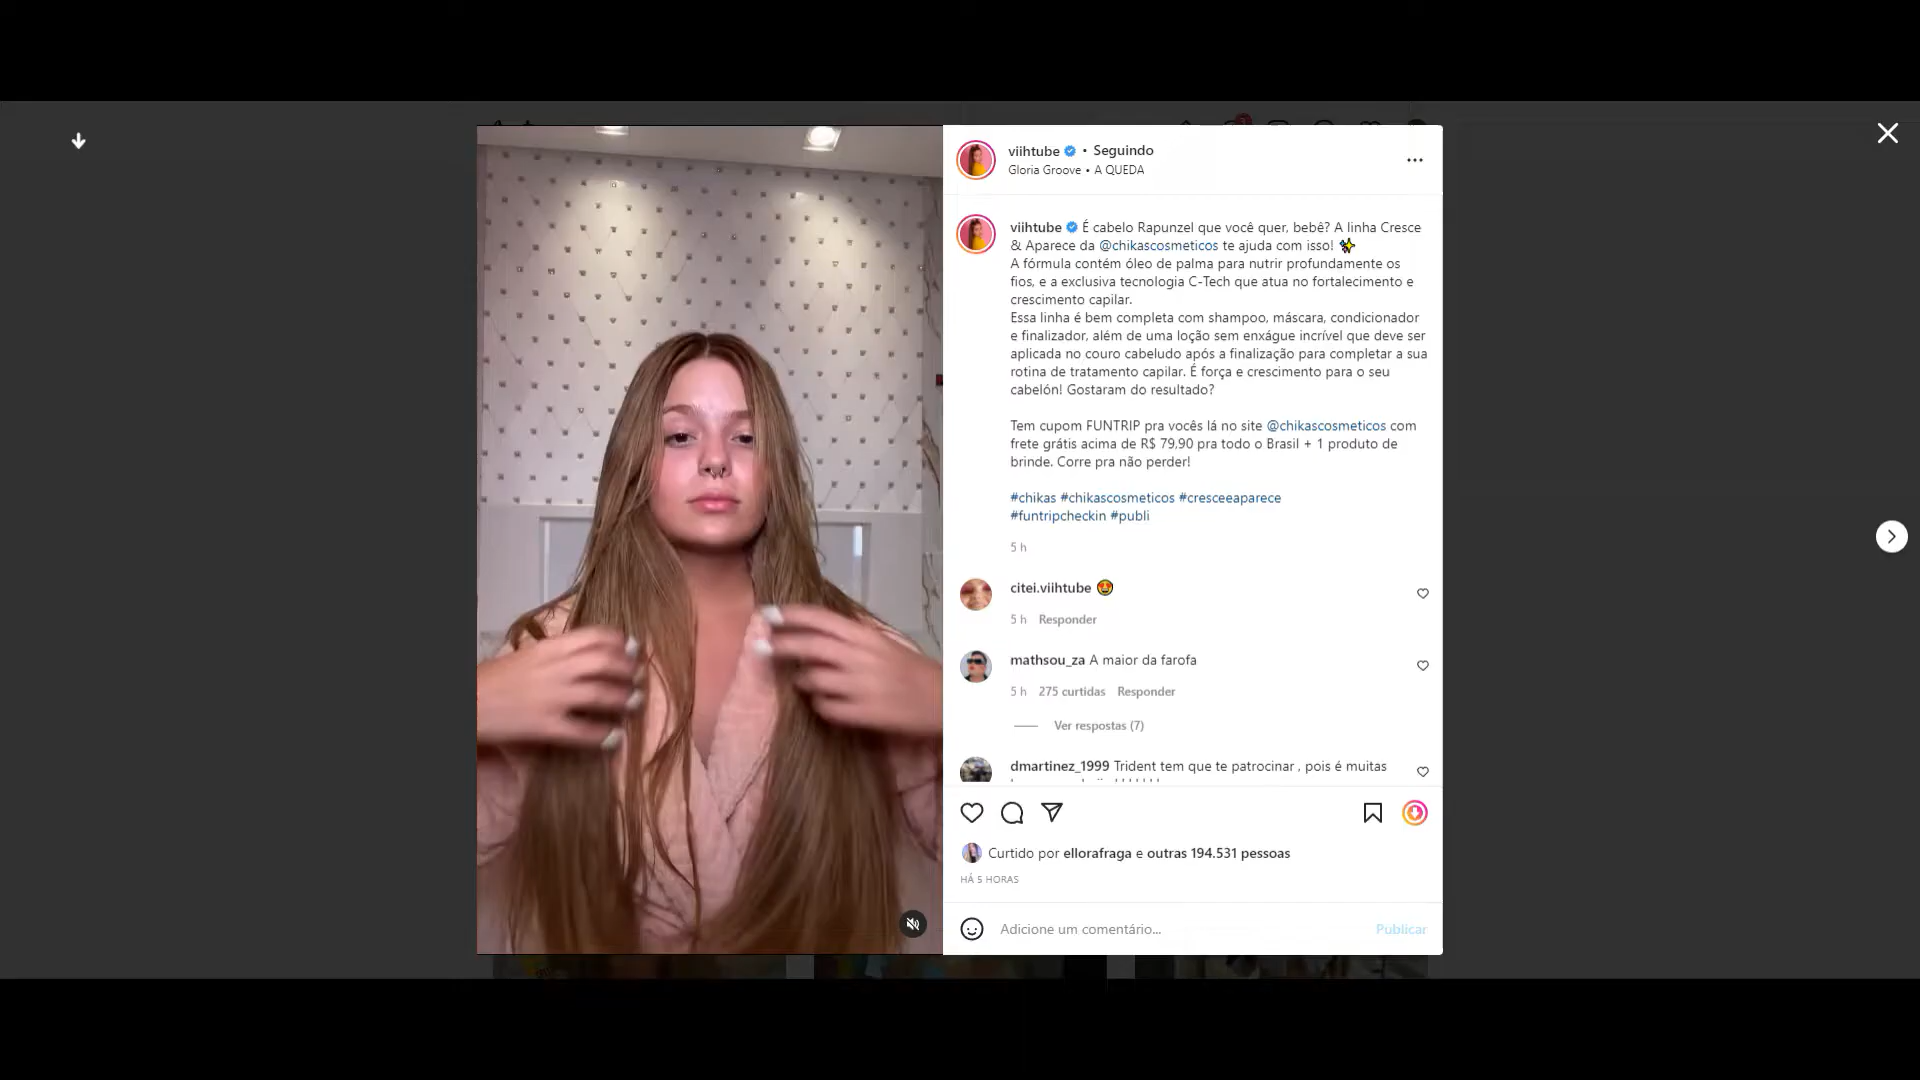 viihtube • Seguindo
Gloria Groove • A QUEDA
viihtube É cabelo Rapunzel que você quer, bebê? A linha Cresce
& Aparece da @chikascosmeticos te ajuda com isso! ✨
A fórmula contém óleo de palma para nutrir profundamente os
fios, e a exclusiva tecnologia C-Tech que atua no fortalecimento e
crescimento capilar.
Essa linha é bem completa com shampoo, máscara, condicionador
e finalizador, além de uma loção sem enxágue incrível que deve ser
aplicada no couro cabeludo após a finalização para completar a sua
rotina de tratamento capilar. É força e crescimento para o seu
cabelón! Gostaram do resultado?
Tem cupom FUNTRIP pra vocês lá no site @chikascosmeticos com
frete grátis acima de R$ 79,90 pra todo o Brasil + 1 produto de
brinde. Corre pra não perder!
#chikas #chikascosmeticos #cresceeaparece
#funtripcheckin #publi
5 h
citei.viihtube 😍
5 h Responder
mathsou_za A maior da farofa
5 h 275 curtidas Responder
Ver respostas (7)
dmartinez_1999 Trident tem que te patrocinar , pois é muitas
Curtido por ellorafraga e outras 194.531 pessoas
HÁ 5 HORAS
Adicione um comentário... Publicar